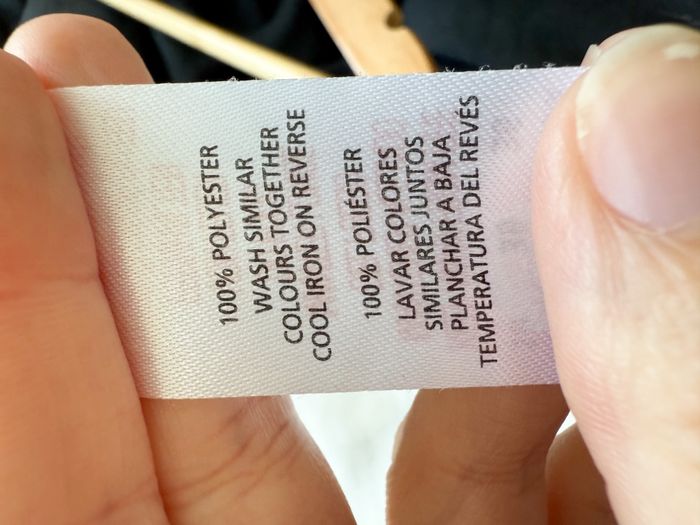 100% POLYESTER
WASH SIMILAR
COLOURS TOGETHER
COOL IRON ON REVERSE
100% POLIÉSTER
LAVAR COLORES
SIMILARES JUNTOS
PLANCHAR A BAJA
TEMPERATURA DEL REVÉS